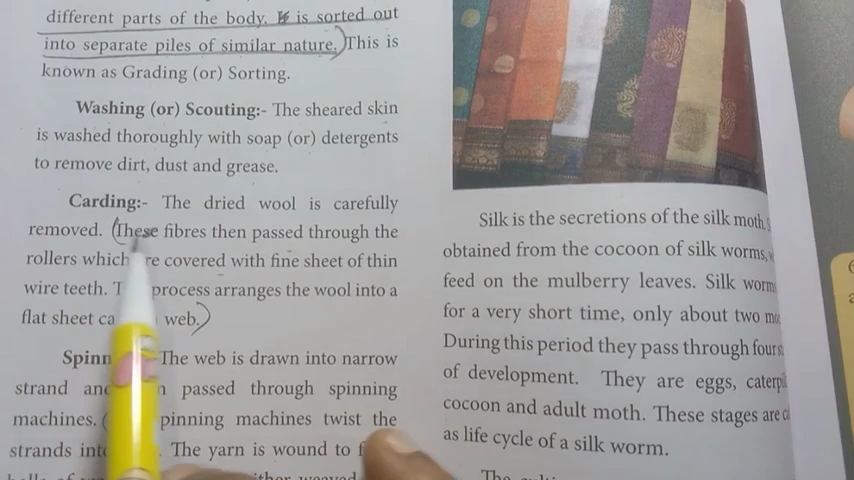 different parts of the body. It is sorted out
into separate piles of similar nature. This is
known as Grading (or) Sorting.
Washing (or) Scouting:- The sheared skin
is washed thoroughly with soap (or) detergents
to remove dirt, dust and grease.
Carding:- The dried wool is carefully
removed. (These fibres then passed through the
rollers which are covered with fine sheet of thin
wire teeth. process arranges the wool into a
flat sheet web.)
The web is drawn into narrow
strand passed through spinning
machines. spinning machines twist the
strands The yarn is wound to
Silk is the secretions of the silk moth.
obtained from the cocoon of silk worms,
feed on the mulberry leaves. Silk worm
for a very short time, only about two
During this period they pass through four
of development. They are eggs,
cocoon and adult moth. These stages are
as life cycle of a silk worm.
The